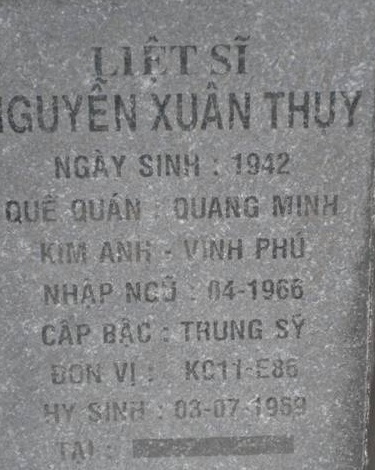 LIỆT SĨ
NGUYỄN XUÂN THUY
NGÀY SINH : 1942
QUÊ QUÁN : QUANG MINH
KIM ANH - VĨNH PHÚ
NHẬP NGŨ : 04-1966
CẤP BẬC : TRUNG SỸ
ĐƠN VỊ : KC11-E86
HY SINH : 03-07-1969
TẠI :